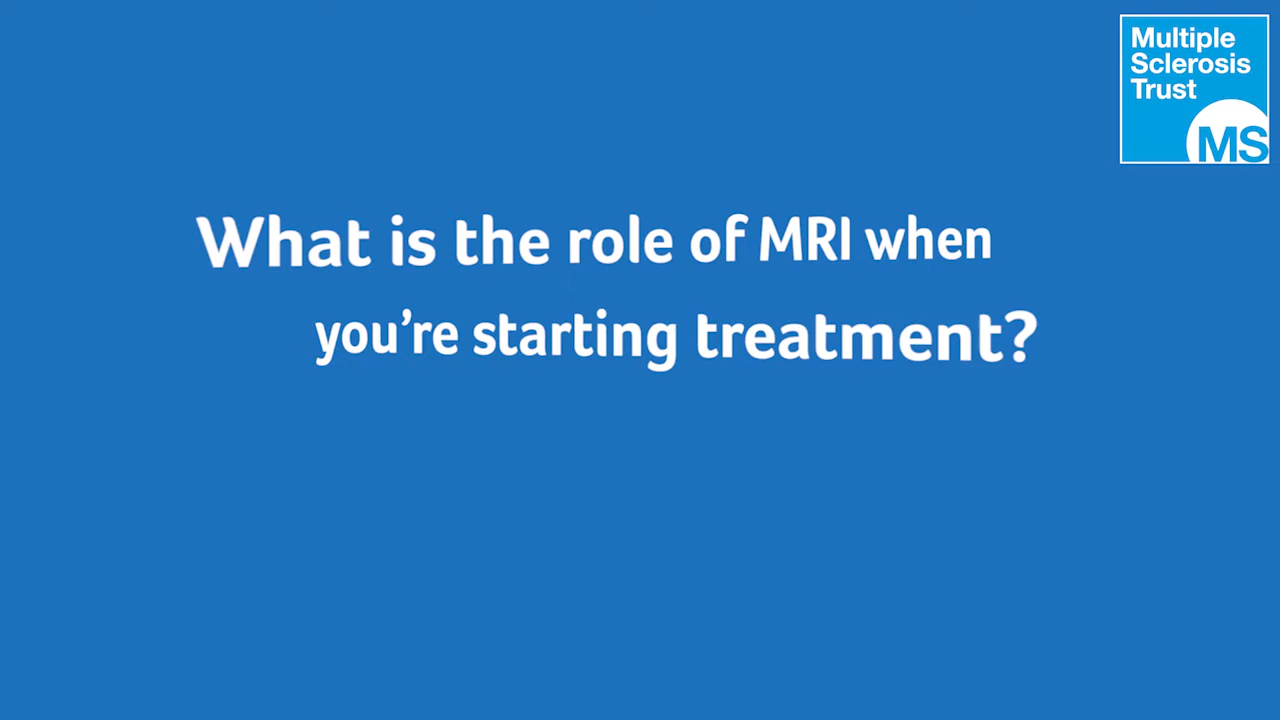 Multiple
Sclerosis
Trust
MS
What is the role of MRI when
you’re starting treatment?